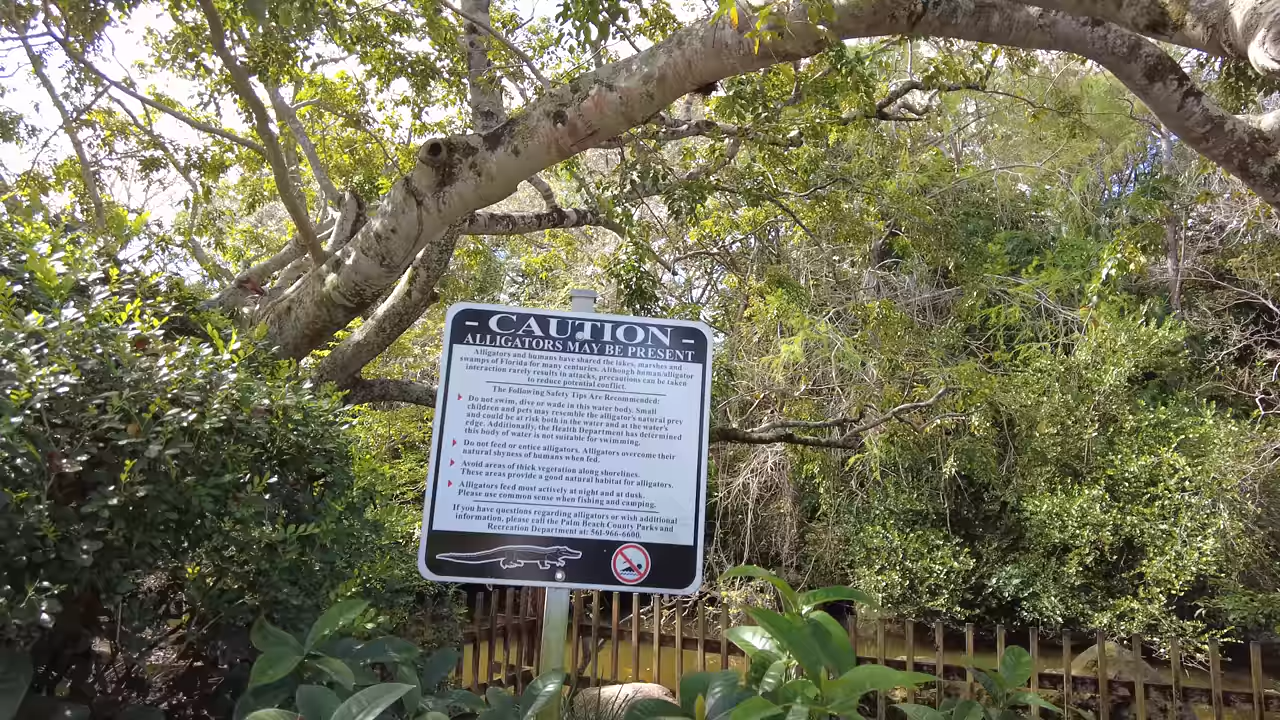 - CAUTION -
ALLIGATORS MAY BE PRESENT
Alligators and humans have shared the lakes, marshes and
swamps of Florida for many centuries. Although human/alligator
interaction rarely results in attacks, precautions can be taken
to reduce potential conflict.
The Following Safety Tips Are Recommended:
Do not swim, dive or wade in this water body. Small
children and pets may resemble the alligator's natural prey
and could be at risk both in the water and at the water's
edge. Additionally, the Health Department has determined
this body of water is not suitable for swimming.
Do not feed or entice alligators. Alligators overcome their
natural shyness of humans when fed.
Avoid areas of thick vegetation along shorelines.
These areas provide a good natural habitat for alligators.
Alligators feed most actively at night and at dusk.
Please use common sense when fishing and camping.
If you have questions regarding alligators or wish additional
information, please call the Palm Beach County Parks and
Recreation Department at: 561-966-6600.